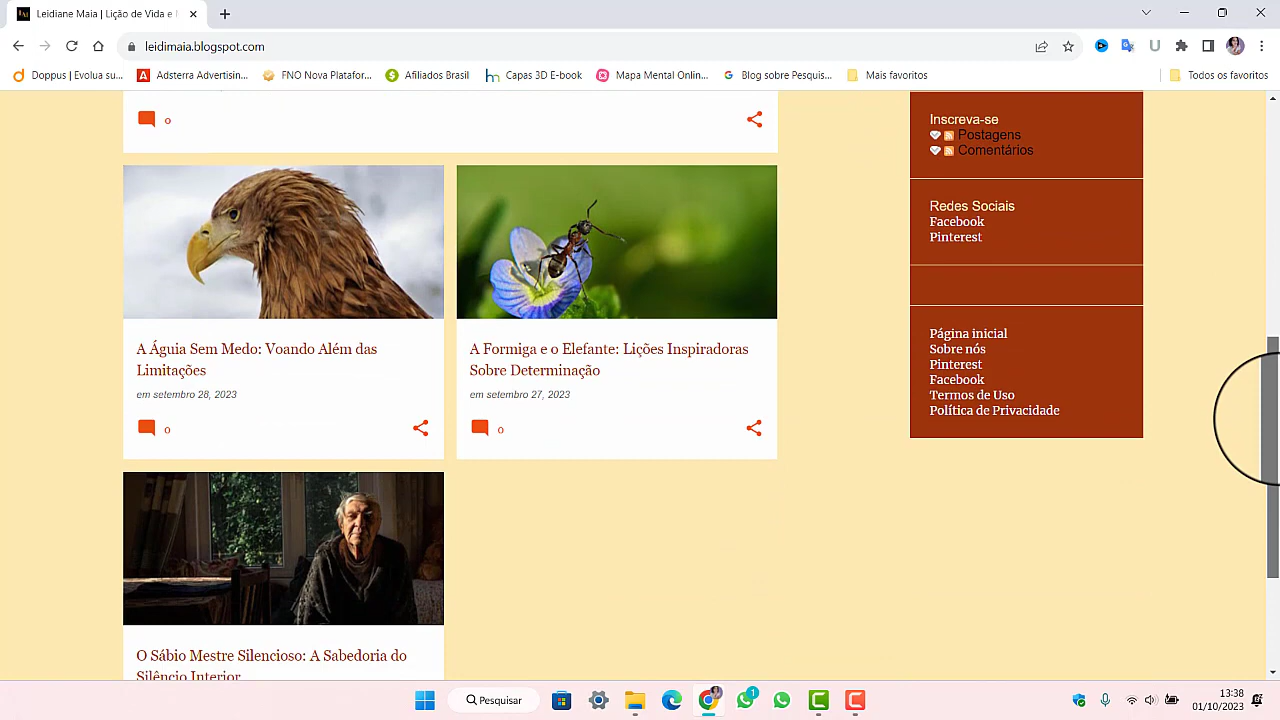 Leidiane Maia | Lição de Vida e
leidimaia.blogspot.com
Doppus | Evolua su...
Adsterra Advertisin...
FNO Nova Platafor...
Afiliados Brasil
Capas 3D E-book
Mapa Mental Onlin...
Blog sobre Pesquis...
Mais favoritos
Todos os favoritos
0
A Águia Sem Medo: Voando Além das
Limitações
em setembro 28, 2023
0
A Formiga e o Elefante: Lições Inspiradoras
Sobre Determinação
em setembro 27, 2023
0
O Sábio Mestre Silencioso: A Sabedoria do
Silêncio Interior
Inscreva-se
Postagens
Comentários
Redes Sociais
Facebook
Pinterest
Página inicial
Sobre nós
Pinterest
Facebook
Termos de Uso
Política de Privacidade
Pesquisar
1
13:38
01/10/2023